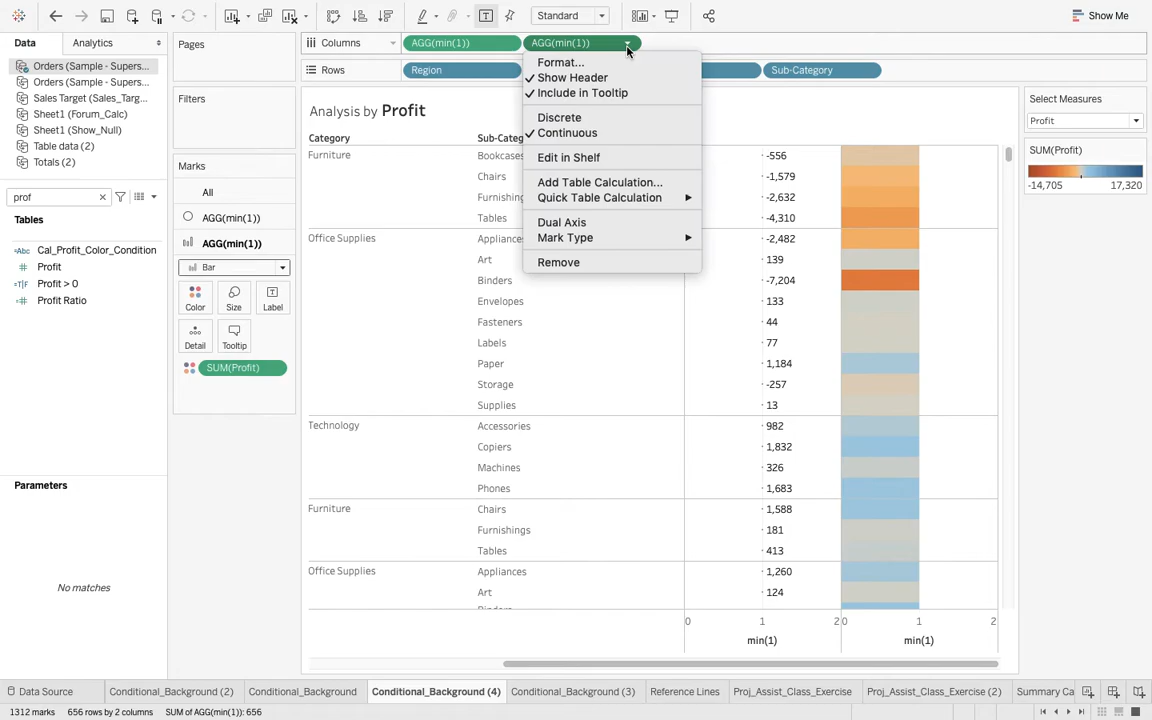 Standard
Show Me
Data
Analytics
Pages
Columns
AGG(min(1))
AGG(min(1))
Rows
Region
Sub-Category
Orders (Sample - Supers...
Orders (Sample - Supers...
Sales Target (Sales_Targ...
Sheet1 (Forum_Calc)
Sheet1 (Show_Null)
Table data (2)
Totals (2)
prof
Tables
Abc Cal_Profit_Color_Condition
Profit
T|F Profit > 0
Profit Ratio
Parameters
No matches
Filters
Marks
All
AGG(min(1))
AGG(min(1))
Bar
Color
Size
Label
Detail
Tooltip
SUM(Profit)
Format...
Show Header
Include in Tooltip
Discrete
Continuous
Edit in Shelf
Add Table Calculation...
Quick Table Calculation
Dual Axis
Mark Type
Remove
Analysis by Profit
Category
Sub-Categ
Furniture
Bookcases
-556
Chairs
-1,579
Furnishing
-2,632
Tables
-4,310
Office Supplies
Appliance
-2,482
Art
139
Binders
-7,204
Envelopes
133
Fasteners
44
Labels
77
Paper
1,184
Storage
-257
Supplies
13
Technology
Accessories
982
Copiers
1,832
Machines
326
Phones
1,683
Furniture
Chairs
1,588
Furnishings
181
Tables
413
Office Supplies
Appliances
1,260
Art
124
0
1
2
0
1
2
min(1)
min(1)
Select Measures
Profit
SUM(Profit)
-14,705
17,320
Data Source
Conditional_Background (2)
Conditional_Background
Conditional_Background (4)
Conditional_Background (3)
Reference Lines
Proj_Assist_Class_Exercise
Proj_Assist_Class_Exercise (2)
Summary Ca
1312 marks
656 rows by 2 columns
SUM of AGG(min(1)): 656